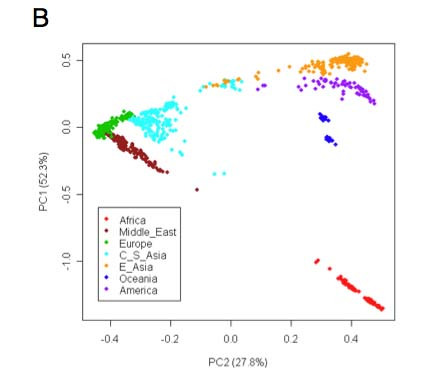 B
0.5
0.0
-0.5
-1.0
PC1 (52.3%)
Africa
Middle_East
Europe
C_S_Asia
E_Asia
Oceania
America
-0.4 -0.2 0.0 0.2 0.4
PC2 (27.8%)